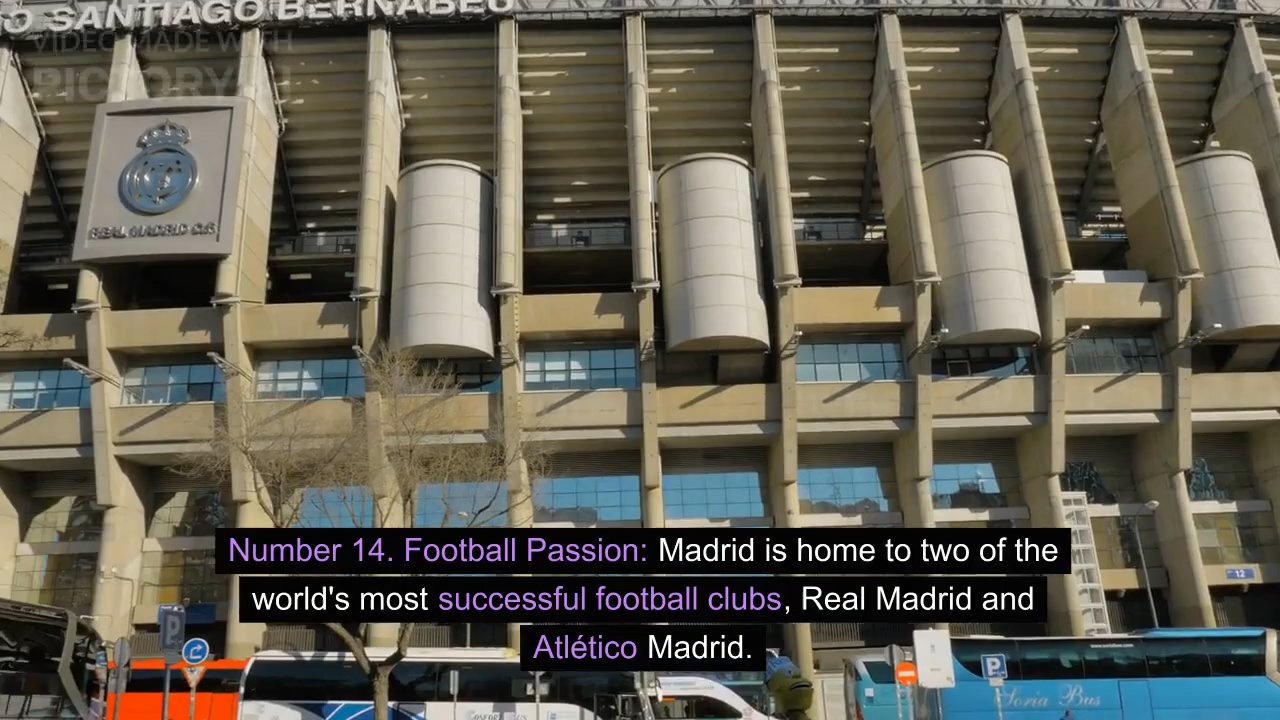 O SANTIAGO BERNABEU
VIDEO MADE WITH
PICTORY.AI
REAL MADRID C.F.
Number 14. Football Passion: Madrid is home to two of the
world's most successful football clubs, Real Madrid and
Atlético Madrid.
12
P
P
Soria Bus